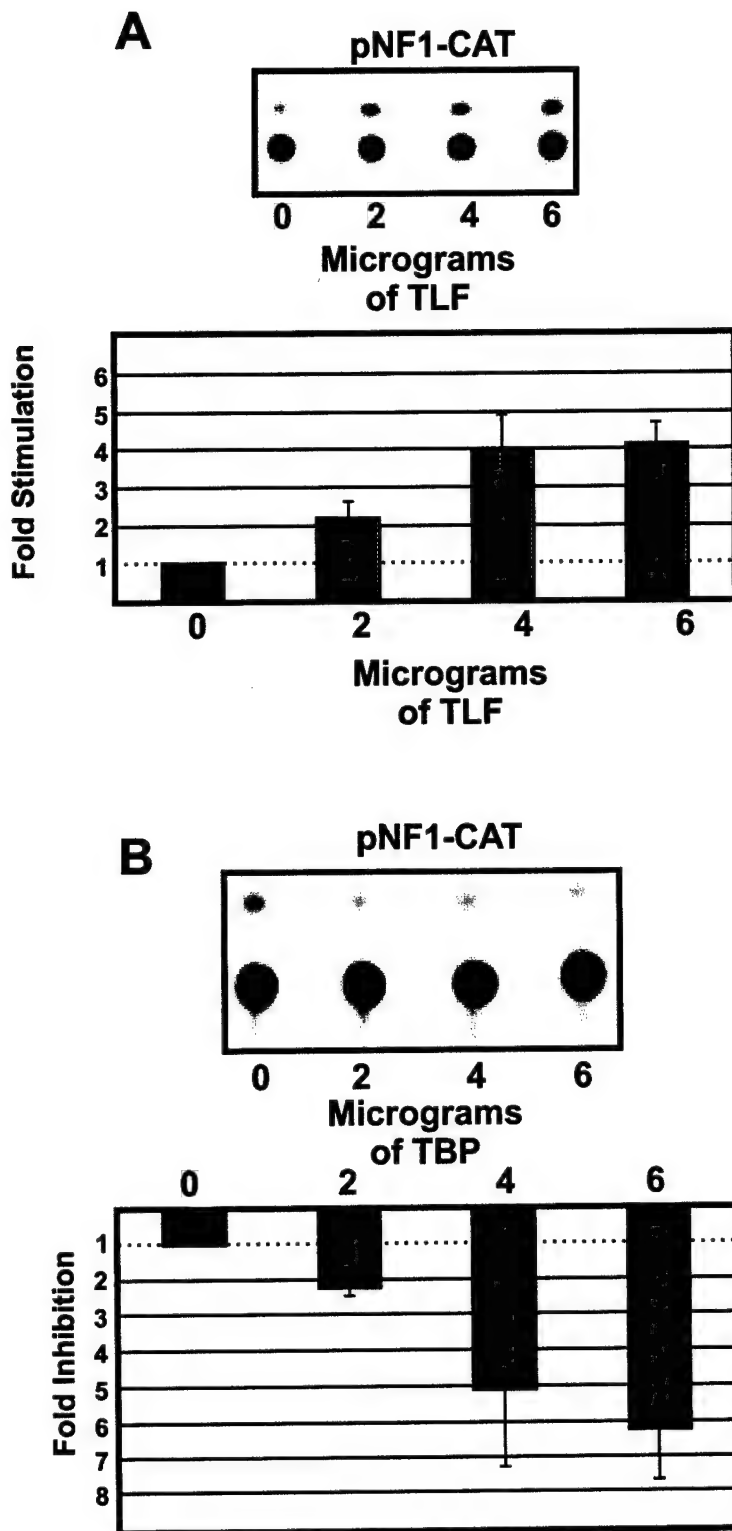 A
pNF1-CAT
0 2 4 6
Micrograms
of TLF
Fold Stimulation
6
5
4
3
2
1
0 2 4 6
Micrograms
of TLF
B
pNF1-CAT
0 2 4 6
Micrograms
of TBP
0 2 4 6
Fold Inhibition
1
2
3
4
5
6
7
8